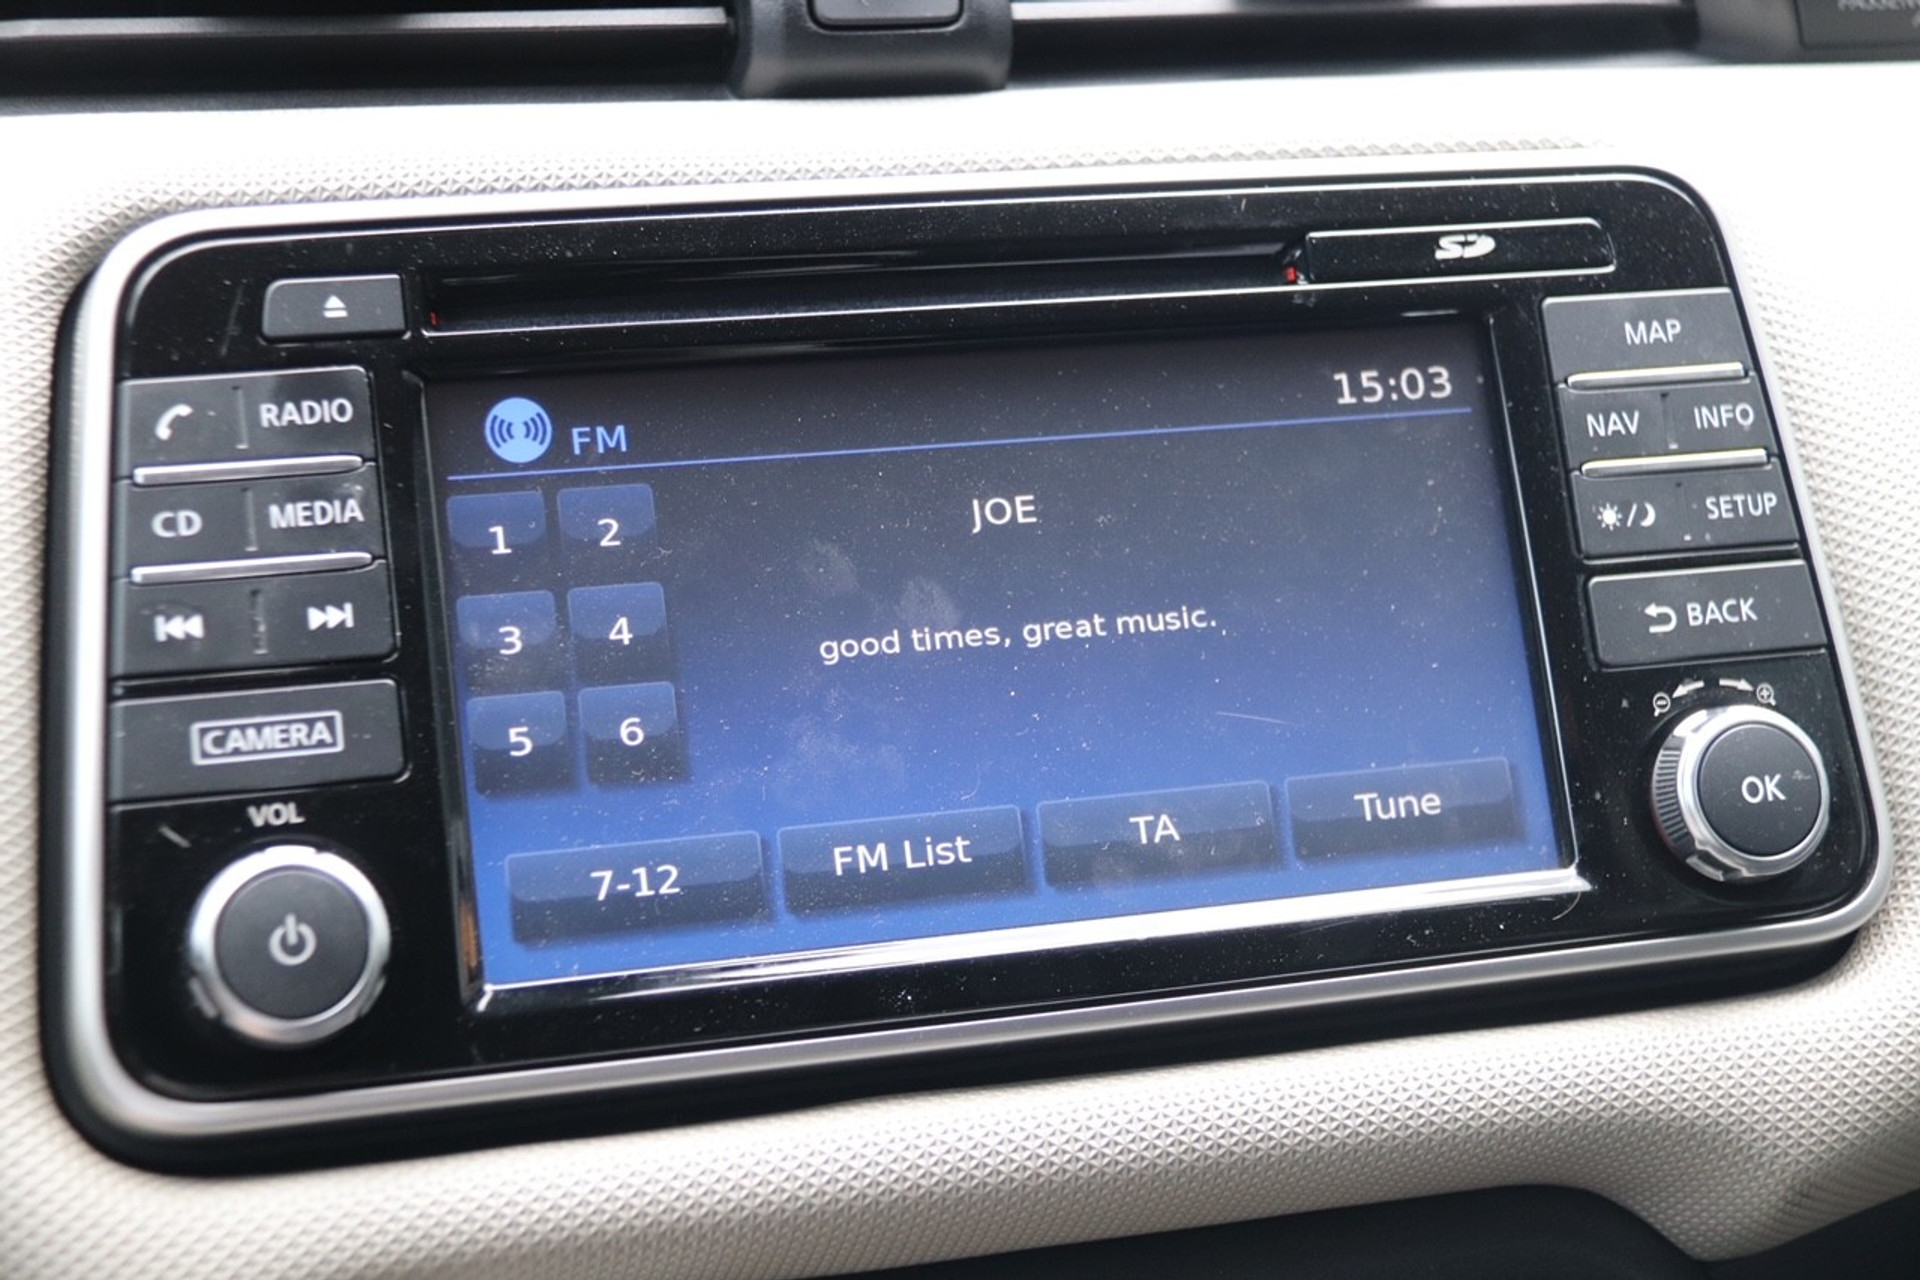 SD
MAP
RADIO
FM
15:03
NAV
INFO
CD
MEDIA
JOE
SETUP
1
2
3
4
good times, great music.
BACK
CAMERA
5
6
OK
VOL
7-12
FM List
TA
Tune